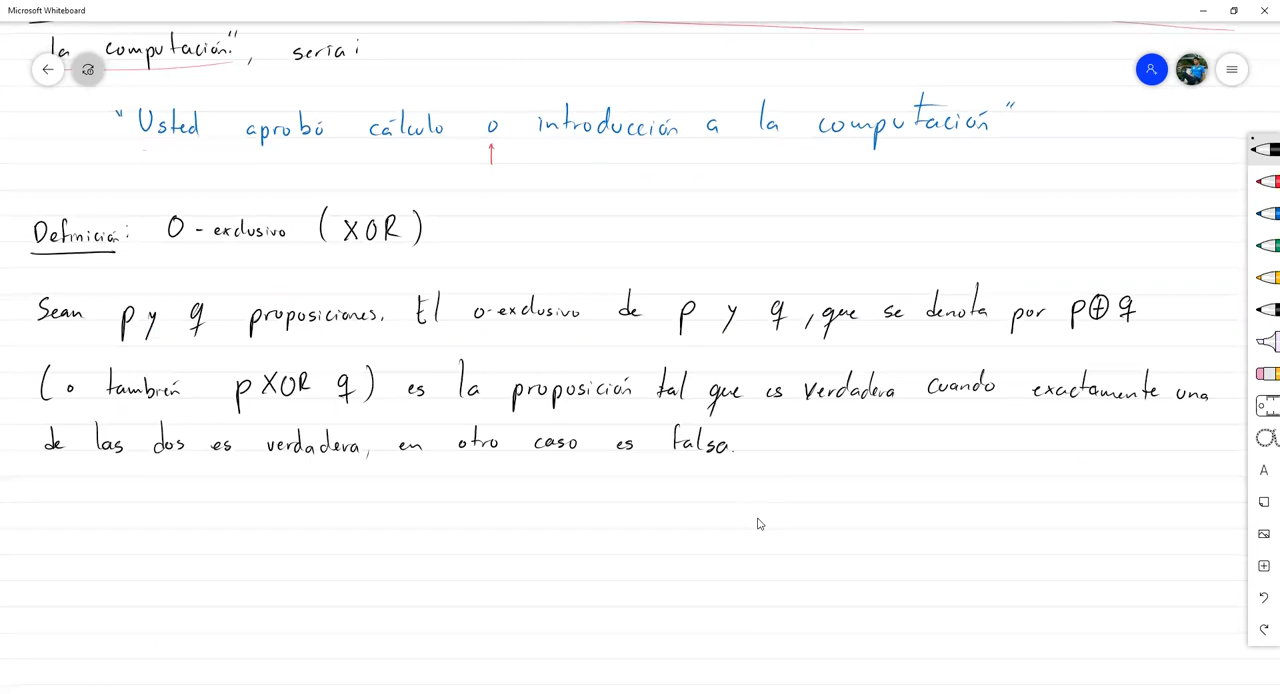 Microsoft Whiteboard
la computación", sería:
"Usted aprobó cálculo o introducción a la computación"
Definición: O-exclusivo (XOR)
Sean p y q proposiciones. El o-exclusivo de p y q, que se denota por p⊕q
(o también p XOR q) es la proposición tal que es verdadera cuando exactamente una
de las dos es verdadera, en otro caso es falsa.
A